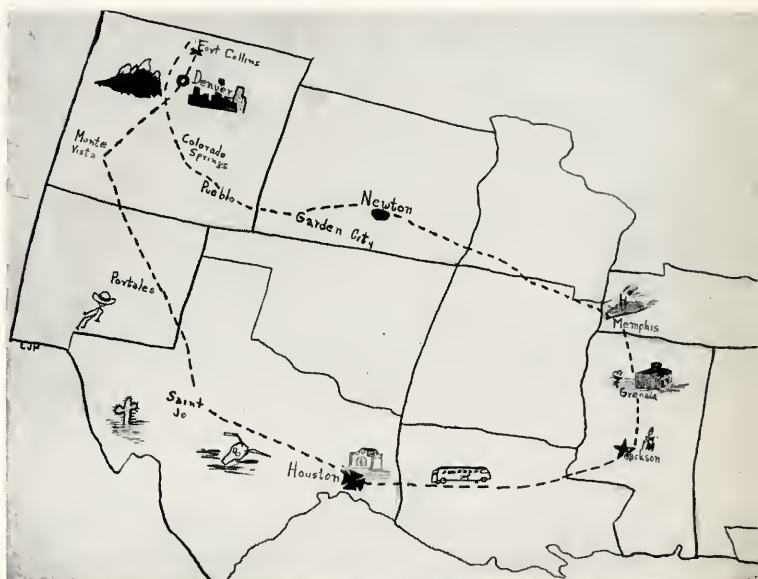 Fort Collins
Denver
Monte
Vista
Colorado
Springs
Pueblo
Newton
Garden City
Portales
Memphis
Grenada
Saint
Jo
Jackson
Houston